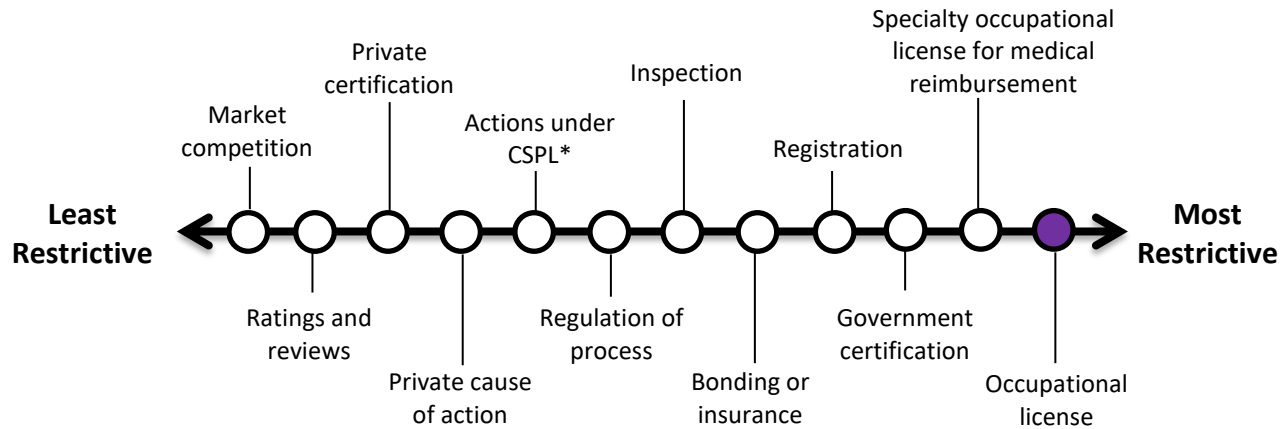 Least
Restrictive
Market
competition
Ratings and
reviews
Private
certification
Private cause
of action
Actions under
CSPL*
Regulation of
process
Inspection
Bonding or
insurance
Registration
Government
certification
Specialty occupational
license for medical
reimbursement
Occupational
license
Most
Restrictive